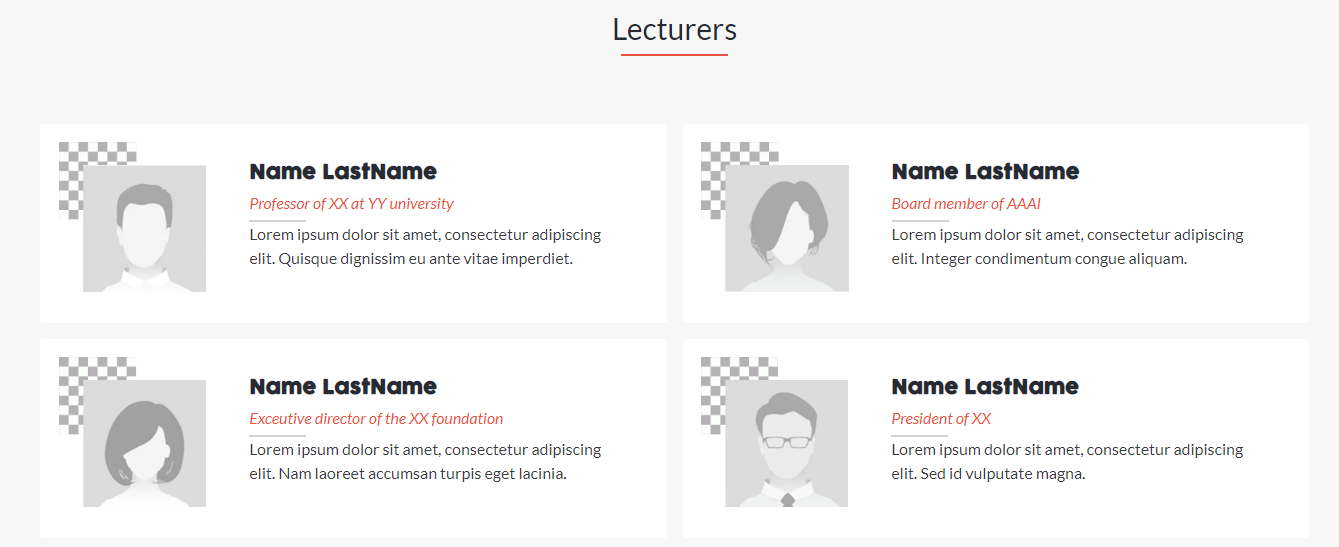 Lecturers
Name LastName
Professor of XX at YY university
Lorem ipsum dolor sit amet, consectetur adipiscing
elit. Quisque dignissim eu ante vitae imperdiet.
Name LastName
Board member of AAAI
Lorem ipsum dolor sit amet, consectetur adipiscing
elit. Integer condimentum congue aliquam.
Name LastName
Exceutive director of the XX foundation
Lorem ipsum dolor sit amet, consectetur adipiscing
elit. Nam laoreet accumsan turpis eget lacinia.
Name LastName
President of XX
Lorem ipsum dolor sit amet, consectetur adipiscing
elit. Sed id vulputate magna.